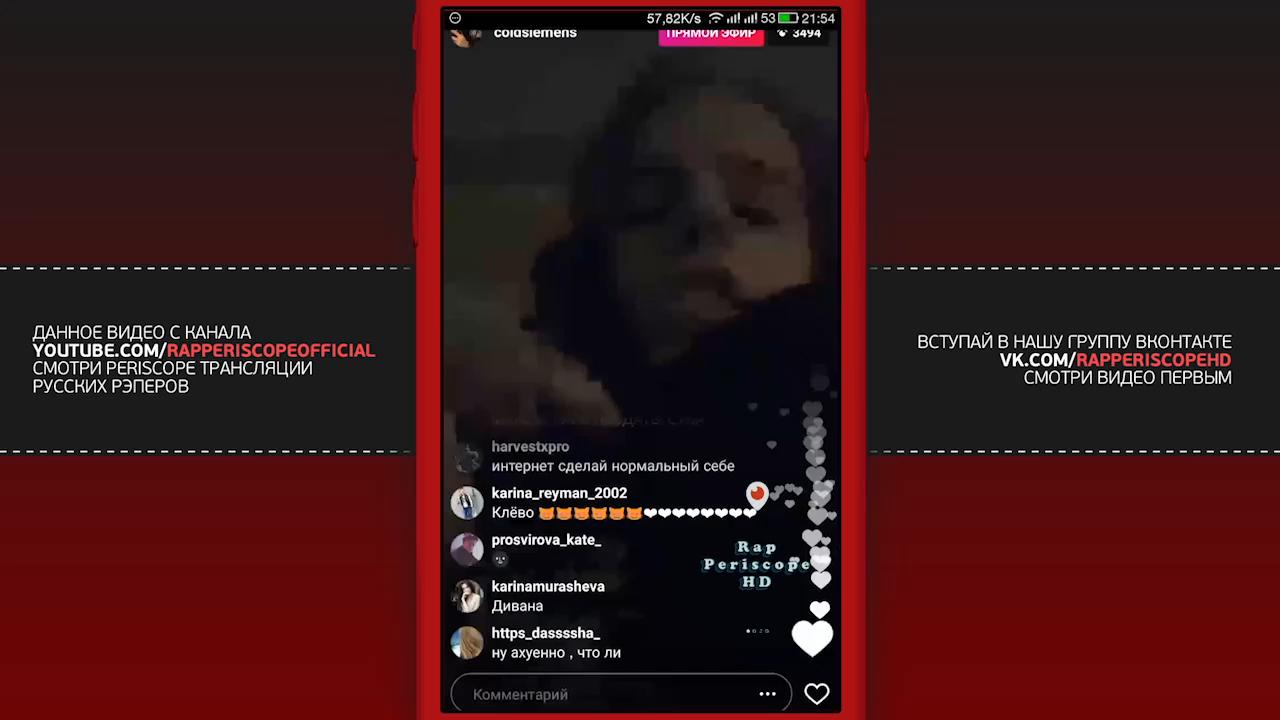 57,82K/s 53 21:54
coldsiemens ПРЯМОЙ ЭФИР 3494
ДАННОЕ ВИДЕО С КАНАЛА
YOUTUBE.COM/RAPPERISCOPEOFFICIAL
СМОТРИ PERISCOPE ТРАНСЛЯЦИИ
РУССКИХ РЭПЕРОВ
ВСТУПАЙ В НАШУ ГРУППУ ВКОНТАКТЕ
VK.COM/RAPPERISCOPEHD
СМОТРИ ВИДЕО ПЕРВЫМ
harvestxpro
интернет сделай нормальный себе
karina_reyman_2002
Клёво
prosvirova_kate_
karinamurasheva
Дивана
https_dassssha_
ну ахуенно , что ли
Rap
Periscope
HD
Комментарий